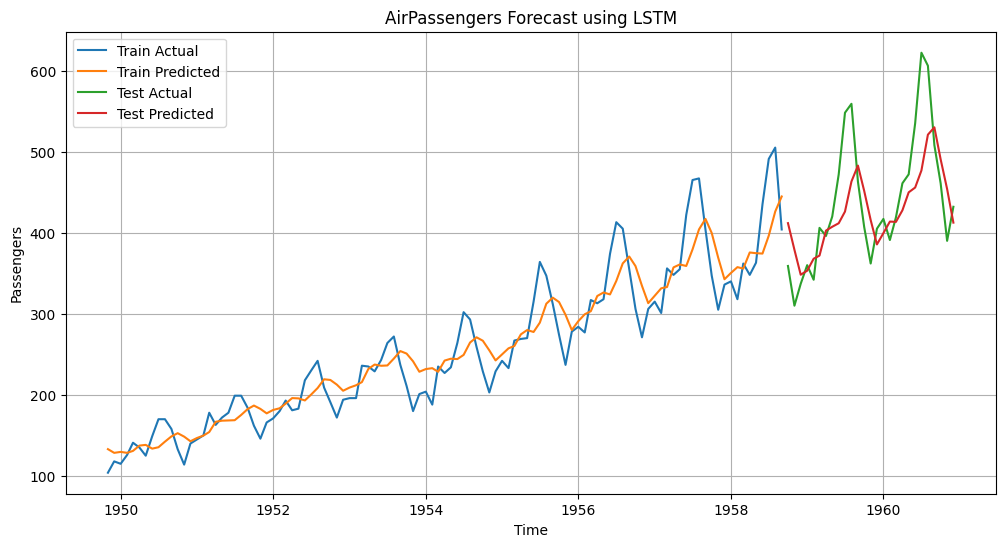 AirPassengers Forecast using LSTM
Train Actual
Train Predicted
Test Actual
Test Predicted
Passengers
600
500
400
300
200
100
1950
1952
1954
1956
1958
1960
Time